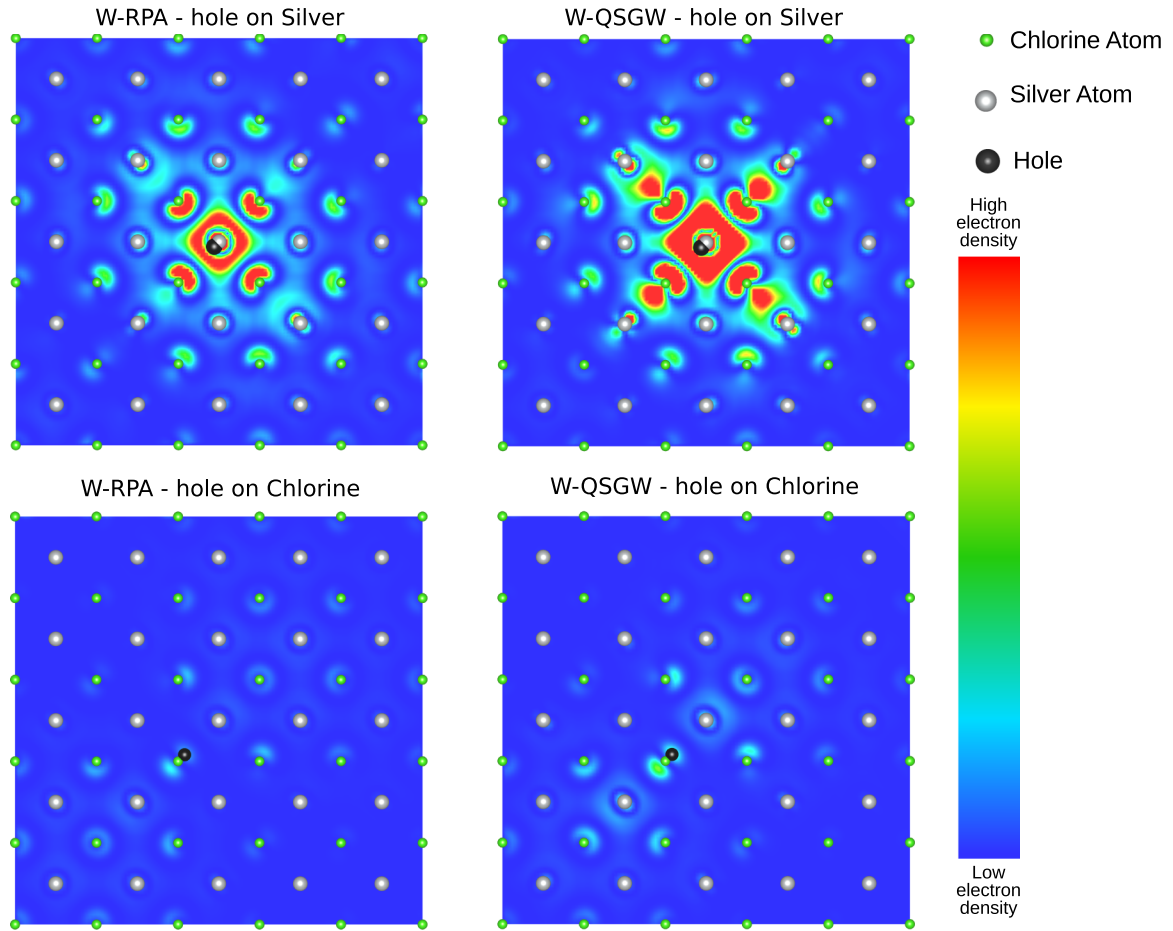 W-RPA - hole on Silver
W-QSGW - hole on Silver
Chlorine Atom
Silver Atom
Hole
High
electron
density
W-RPA - hole on Chlorine
W-QSGW - hole on Chlorine
Low
electron
density